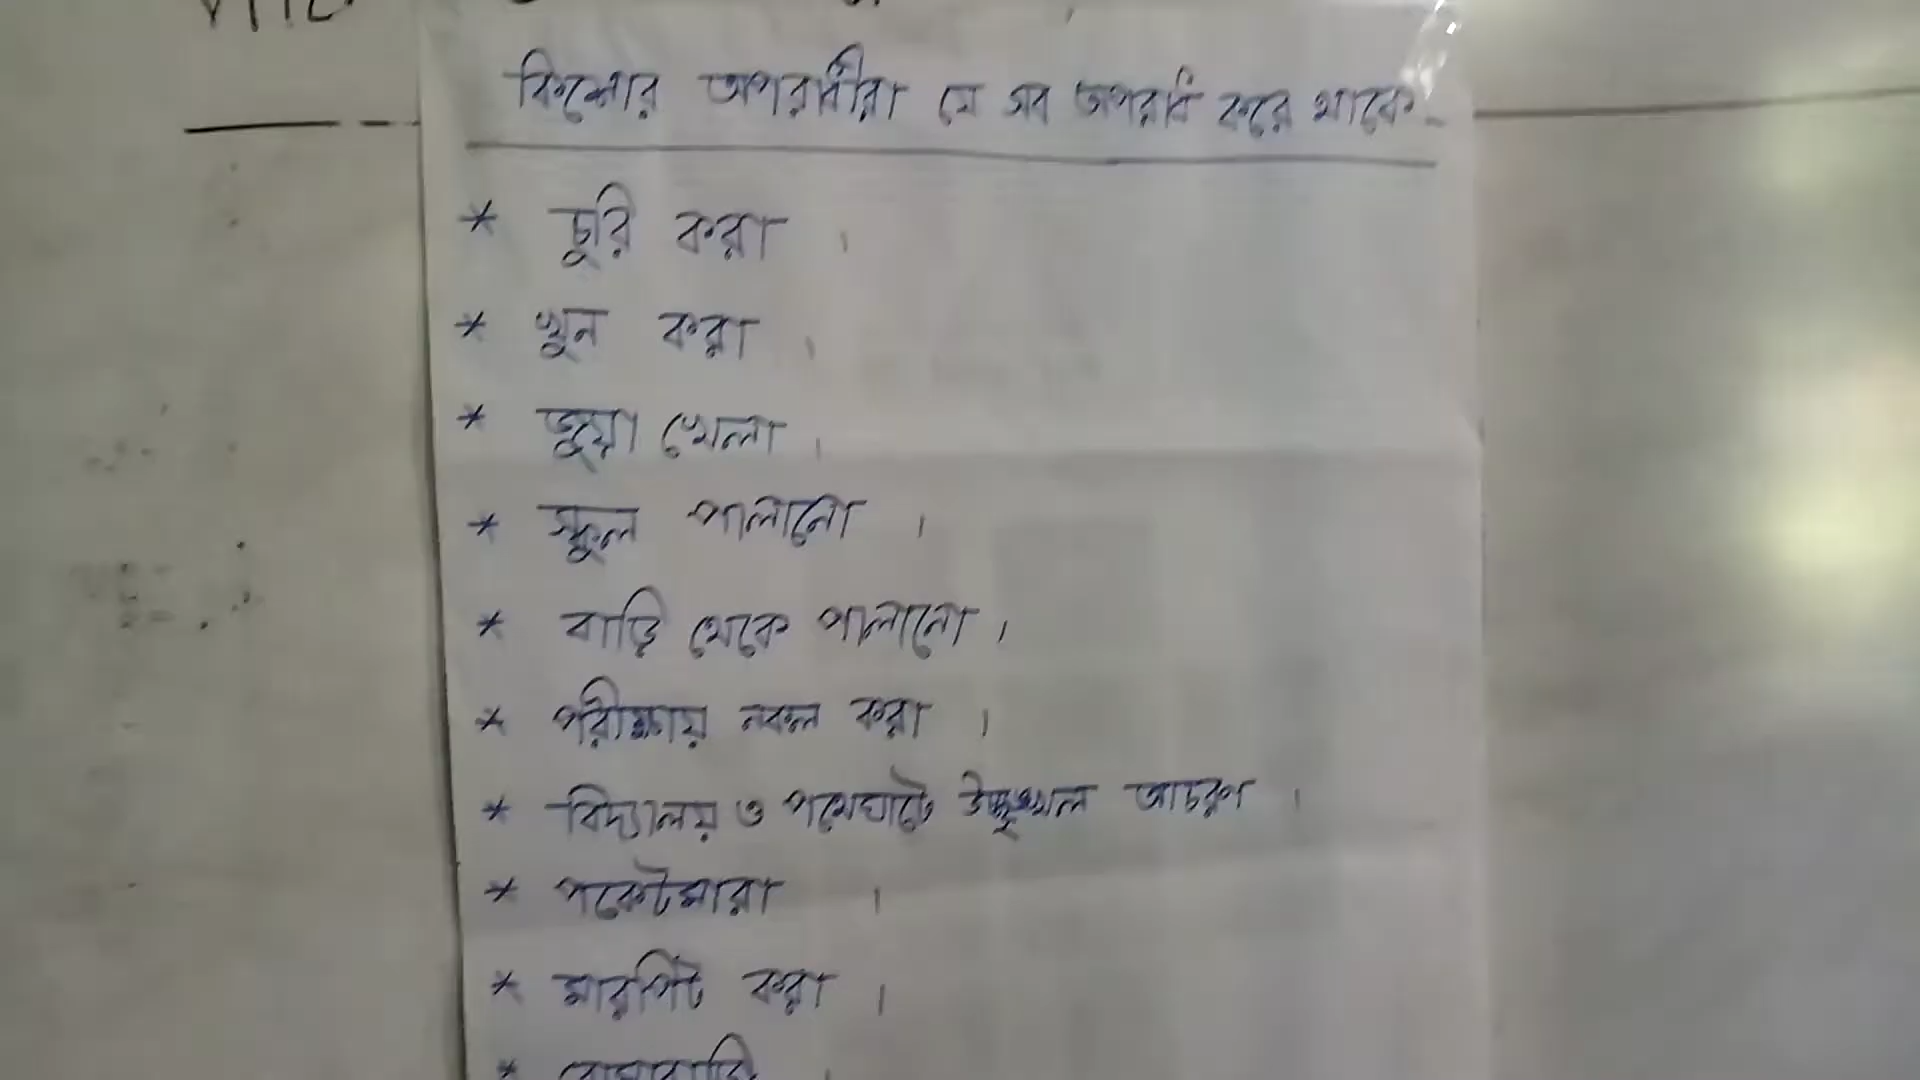 কিশোর অপরাধীরা যে সব অপরাধ করে থাকে-
* চুরি করা ।
* খুন করা ।
* জুয়া খেলা ।
* স্কুল পালানো ।
* বাড়ি থেকে পালানো ।
* পরীক্ষায় নকল করা ।
* বিদ্যালয় ও পথেঘাটে উচ্ছৃঙ্খল আচরণ ।
* পকেটমারা ।
* মারপিট করা ।